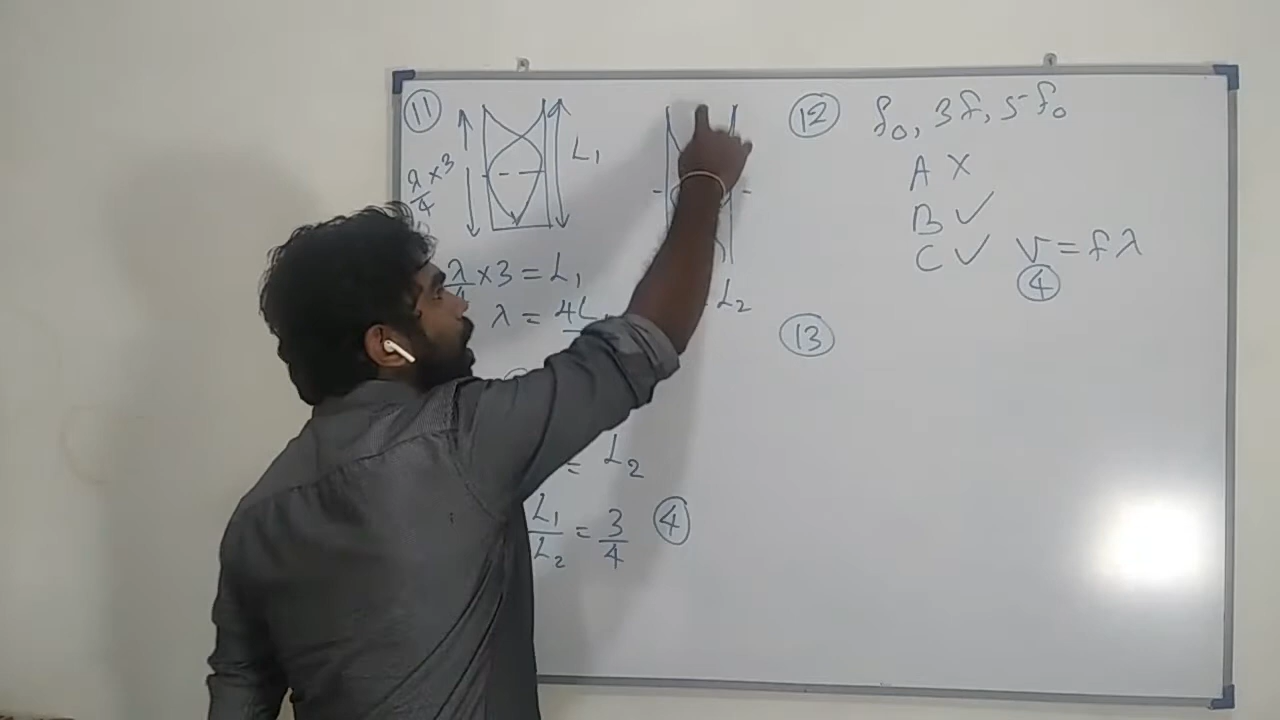 11
λ/4 × 3
L₁
λ/4 × 3 = L₁
λ = 4L
L₂
= L₂
L₁/L₂ = 3/4 4
12 f₀, 3f, 5f₀
A ×
B ✓
C ✓ v = fλ
4
13